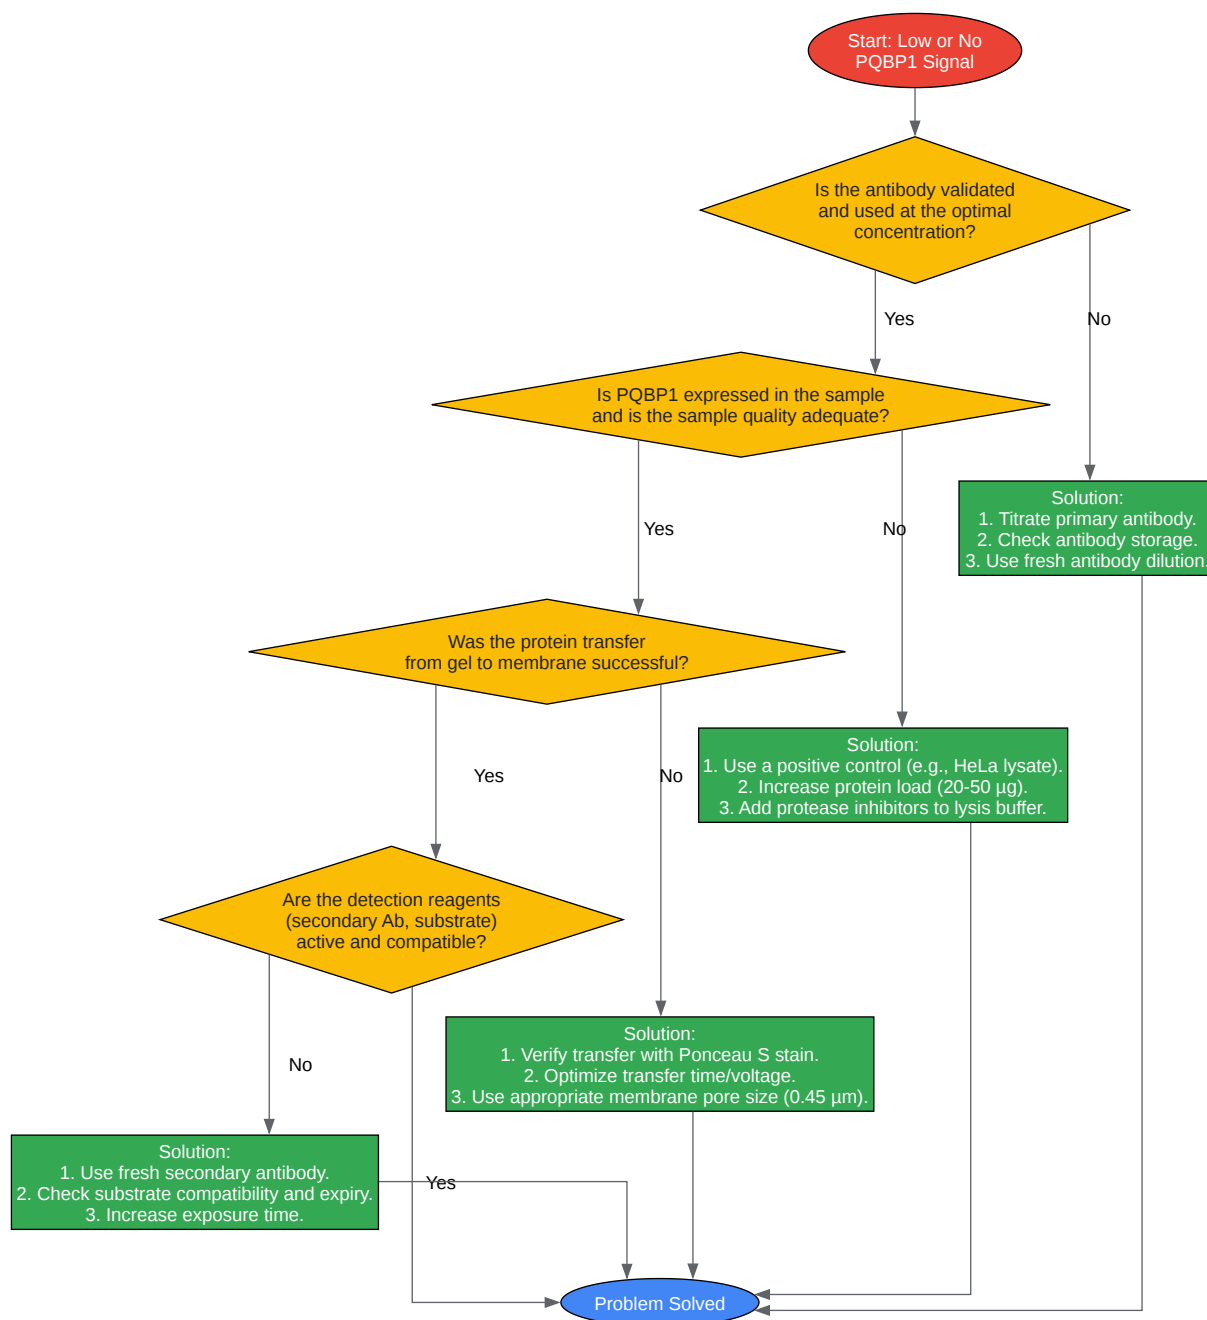 Start: Low or No
PQBP1 Signal
Is the antibody validated
and used at the optimal
concentration?
Yes
No
Is PQBP1 expressed in the sample
and is the sample quality adequate?
Solution:
1. Titrate primary antibody.
2. Check antibody storage.
3. Use fresh antibody dilution.
Yes
No
Was the protein transfer
from gel to membrane successful?
Solution:
1. Use a positive control (e.g., HeLa lysate).
2. Increase protein load (20-50 µg).
3. Add protease inhibitors to lysis buffer.
Yes
No
Are the detection reagents
(secondary Ab, substrate)
active and compatible?
Solution:
1. Verify transfer with Ponceau S stain.
2. Optimize transfer time/voltage.
3. Use appropriate membrane pore size (0.45 µm).
No
Solution:
1. Use fresh secondary antibody.
2. Check substrate compatibility and expiry.
3. Increase exposure time.
Yes
Problem Solved